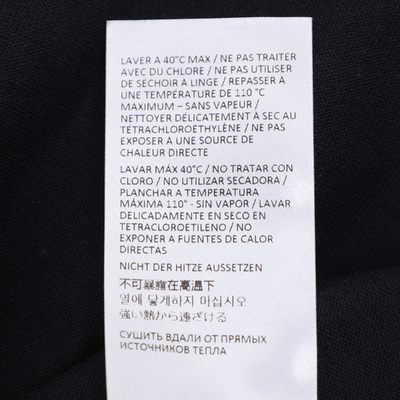 LAVER A 40°C MAX / NE PAS TRAITER
AVEC DU CHLORE / NE PAS UTILISER
DE SECHOIR A LINGE / REPASSER À
UNE TEMPÉRATURE DE 110 °C
MAXIMUM – SANS VAPEUR /
NETTOYER DÉLICATEMENT À SEC AU
TÉTRACHLOROETHYLÈNE / NE PAS
EXPOSER A UNE SOURCE DE
CHALEUR DIRECTE
LAVAR MÁX 40°C / NO TRATAR CON
CLORO / NO UTILIZAR SECADORA /
PLANCHAR A TEMPERATURA
MÁXIMA 110° - SIN VAPOR / LAVAR
DELICADAMENTE EN SECO EN
TETRACLOROETILENO / NO
EXPONER A FUENTES DE CALOR
DIRECTAS
NICHT DER HITZE AUSSETZEN
不可暴露在高溫下
열에 닿게하지 마십시오
強い熱から遠ざける
СУШИТЬ ВДАЛИ ОТ ПРЯМЫХ
ИСТОЧНИКОВ ТЕПЛА